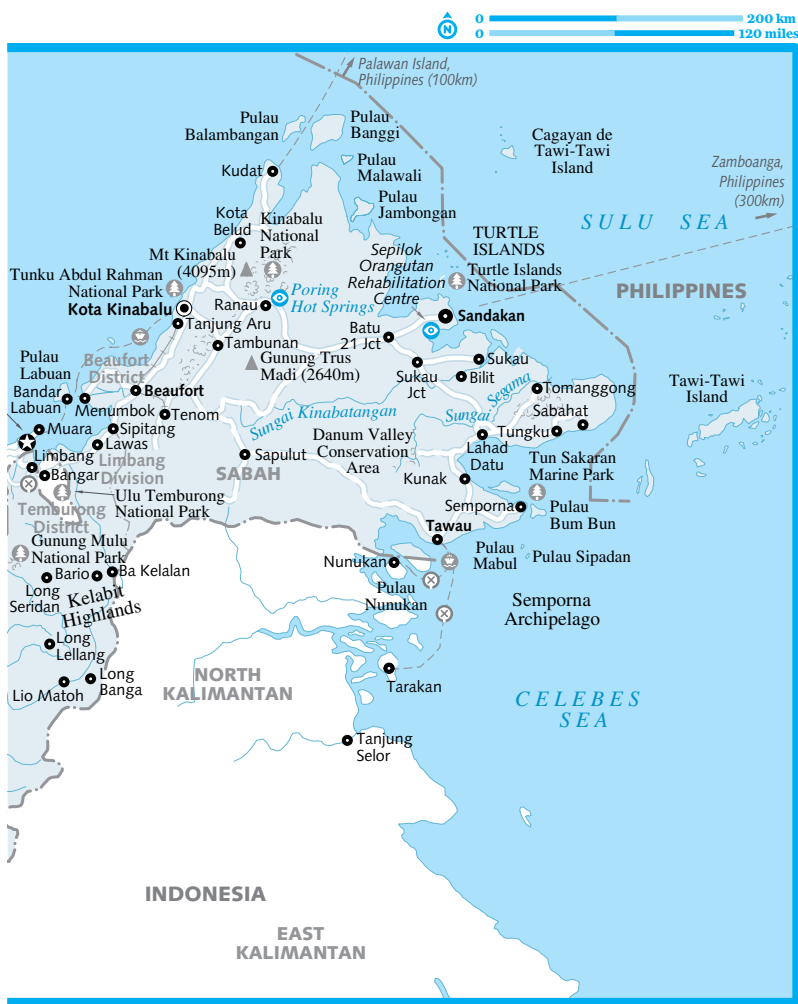 N
0 200 km
0 120 miles
Palawan Island,
Philippines (100km)
Pulau
Balambangan
Pulau
Banggi
Cagayan de
Tawi-Tawi
Island
Pulau
Malawali
Kudat
Zamboanga,
Philippines
(300km)
Pulau
Jambongan
Kota
Belud
Kinabalu
National
Park
SULU SEA
TURTLE
ISLANDS
Mt Kinabalu
(4095m)
Sepilok
Orangutan
Rehabilitation
Centre
Turtle Islands
National Park
Tunku Abdul Rahman
National Park
PHILIPPINES
Poring
Hot Springs
Kota Kinabalu
Ranau
Sandakan
Tanjung Aru
Batu
21 Jct
Tambunan
Pulau
Labuan
Beaufort
District
Gunung Trus
Madi (2640m)
Sukau
Sukau
Jct
Bilit
Tawi-Tawi
Island
Bandar
Labuan
Beaufort
Segama
Tomanggong
Menumbok
Tenom
Sungai Kinabatangan
Sungai
Sabahat
Muara
Sipitang
Danum Valley
Conservation
Area
Tungku
Lawas
Lahad
Datu
Limbang
Limbang
Division
Sapulut
Tun Sakaran
Marine Park
Bangar
SABAH
Kunak
Ulu Temburong
National Park
Temburong
District
Semporna
Pulau
Bum Bun
Tawau
Gunung Mulu
National Park
Nunukan
Pulau
Mabul
Pulau Sipadan
Bario
Ba Kelalan
Long
Seridan
Kelabit
Highlands
Pulau
Nunukan
Semporna
Archipelago
Long
Lellang
NORTH
KALIMANTAN
Long
Banga
Lio Matoh
Tarakan
CELEBES
SEA
Tanjung
Selor
INDONESIA
EAST
KALIMANTAN